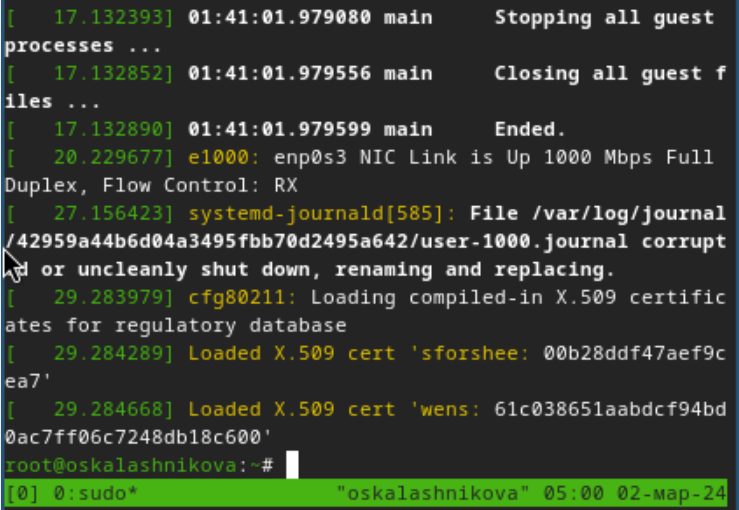 [   17.132393] 01:41:01.979080 main     Stopping all guest
processes ...
[   17.132852] 01:41:01.979556 main     Closing all guest f
iles ...
[   17.132890] 01:41:01.979599 main     Ended.
[   20.229677] e1000: enp0s3 NIC Link is Up 1000 Mbps Full
Duplex, Flow Control: RX
[   27.156423] systemd-journald[585]: File /var/log/journal
/42959a44b6d04a3495fbb70d2495a642/user-1000.journal corrupt
d or uncleanly shut down, renaming and replacing.
[   29.283979] cfg80211: Loading compiled-in X.509 certific
ates for regulatory database
[   29.284289] Loaded X.509 cert 'sforshee: 00b28ddf47aef9c
ea7'
[   29.284668] Loaded X.509 cert 'wens: 61c038651aabdcf94bd
0ac7ff06c7248db18c600'
root@oskalashnikova:~#
[0] 0:sudo*                 "oskalashnikova" 05:00 02-мар-24